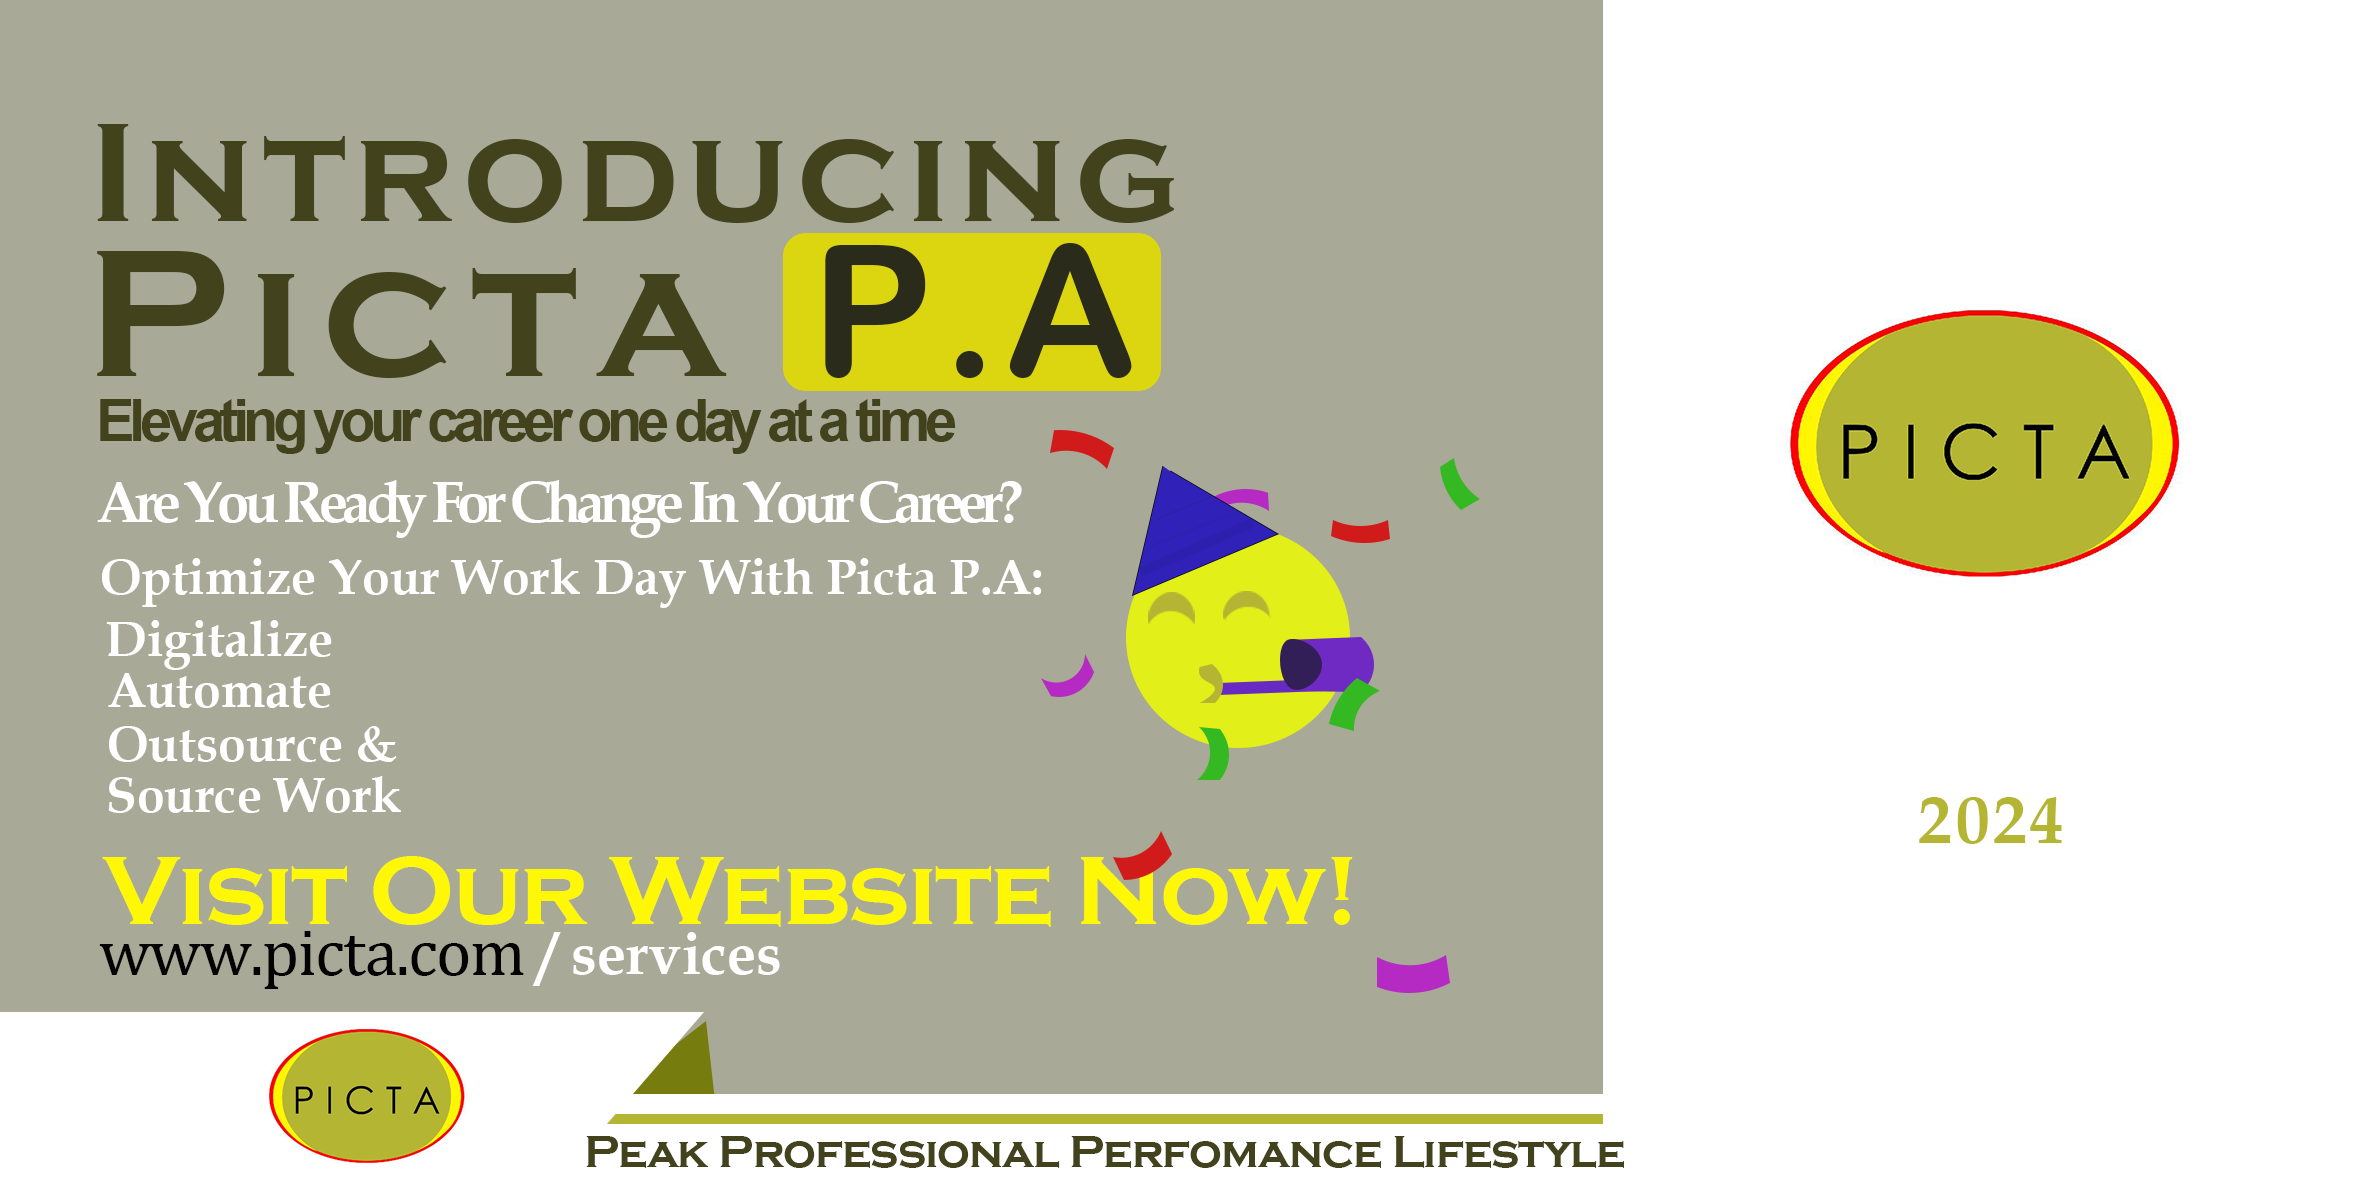 Introducing
Picta P.A
Elevating your career one day at a time
Are You Ready For Change In Your Career?
Optimize Your Work Day With Picta P.A:
Digitalize
Automate
Outsource &
Source Work
Visit Our Website Now!
www.picta.com / services
PICTA
Peak Professional Perfomance Lifestyle
PICTA
2024